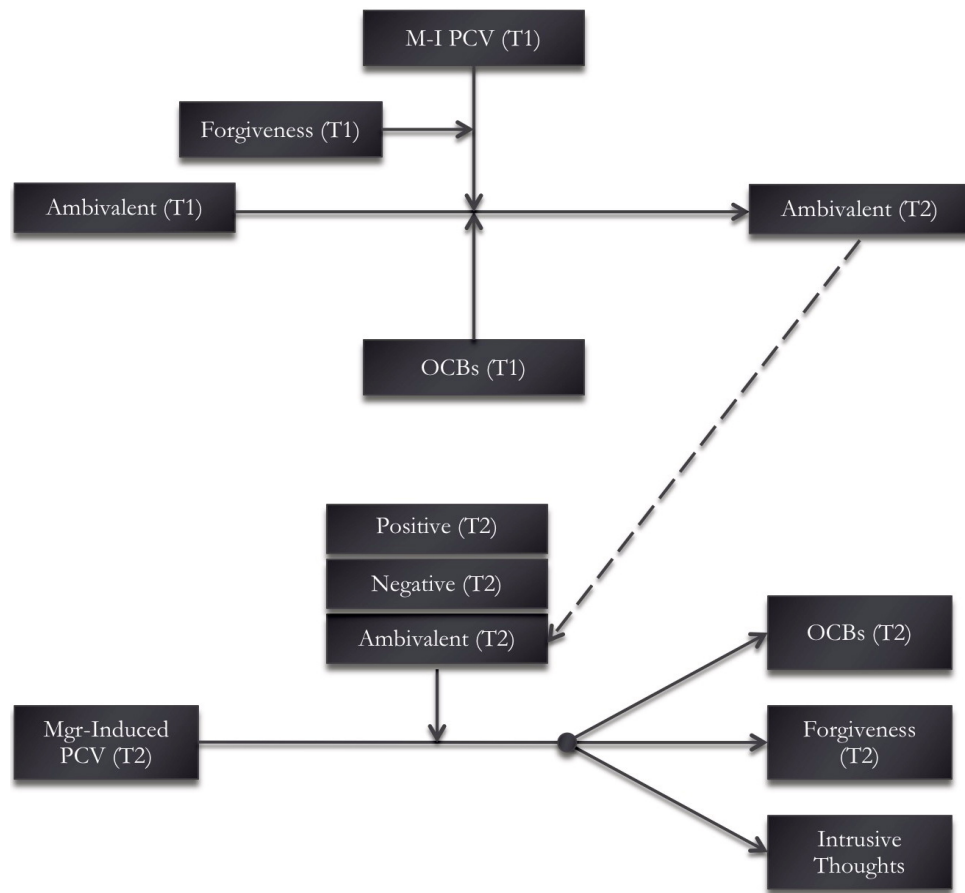 M-I PCV (T1)
Forgiveness (T1)
Ambivalent (T1)
Ambivalent (T2)
OCBs (T1)
Positive (T2)
Negative (T2)
Ambivalent (T2)
OCBs (T2)
Mgr-Induced
PCV (T2)
Forgiveness
(T2)
Intrusive
Thoughts